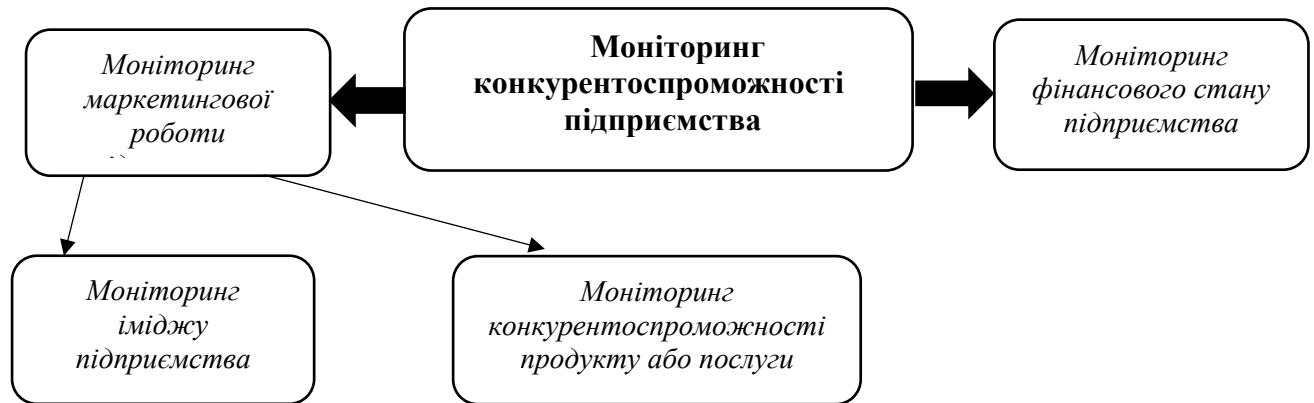 Моніторинг
маркетингової
роботи
Моніторинг
конкурентоспроможності
підприємства
Моніторинг
фінансового стану
підприємства
Моніторинг
іміджу
підприємства
Моніторинг
конкурентоспроможності
продукту або послуги